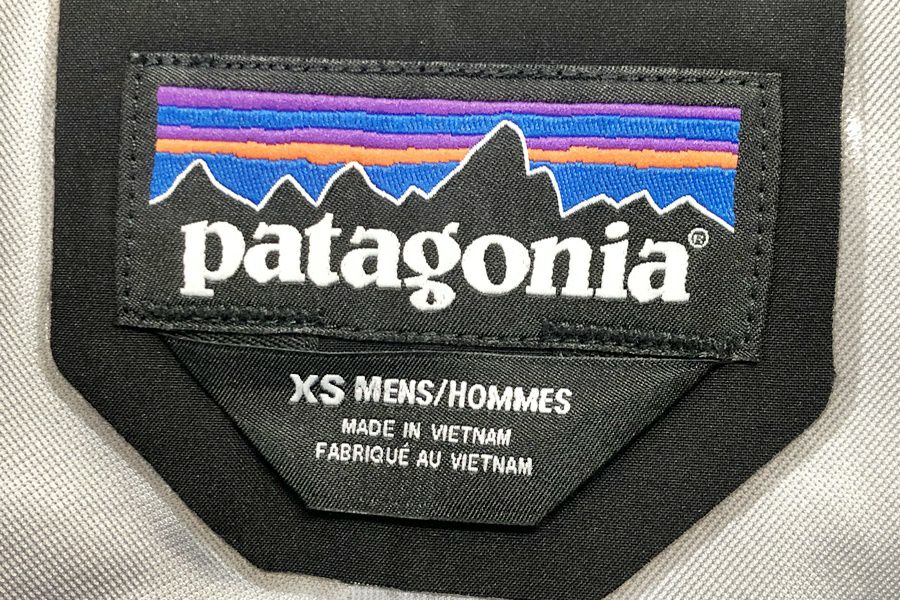 patagonia®
XS MENS/HOMMES
MADE IN VIETNAM
FABRIQUÉ AU VIETNAM